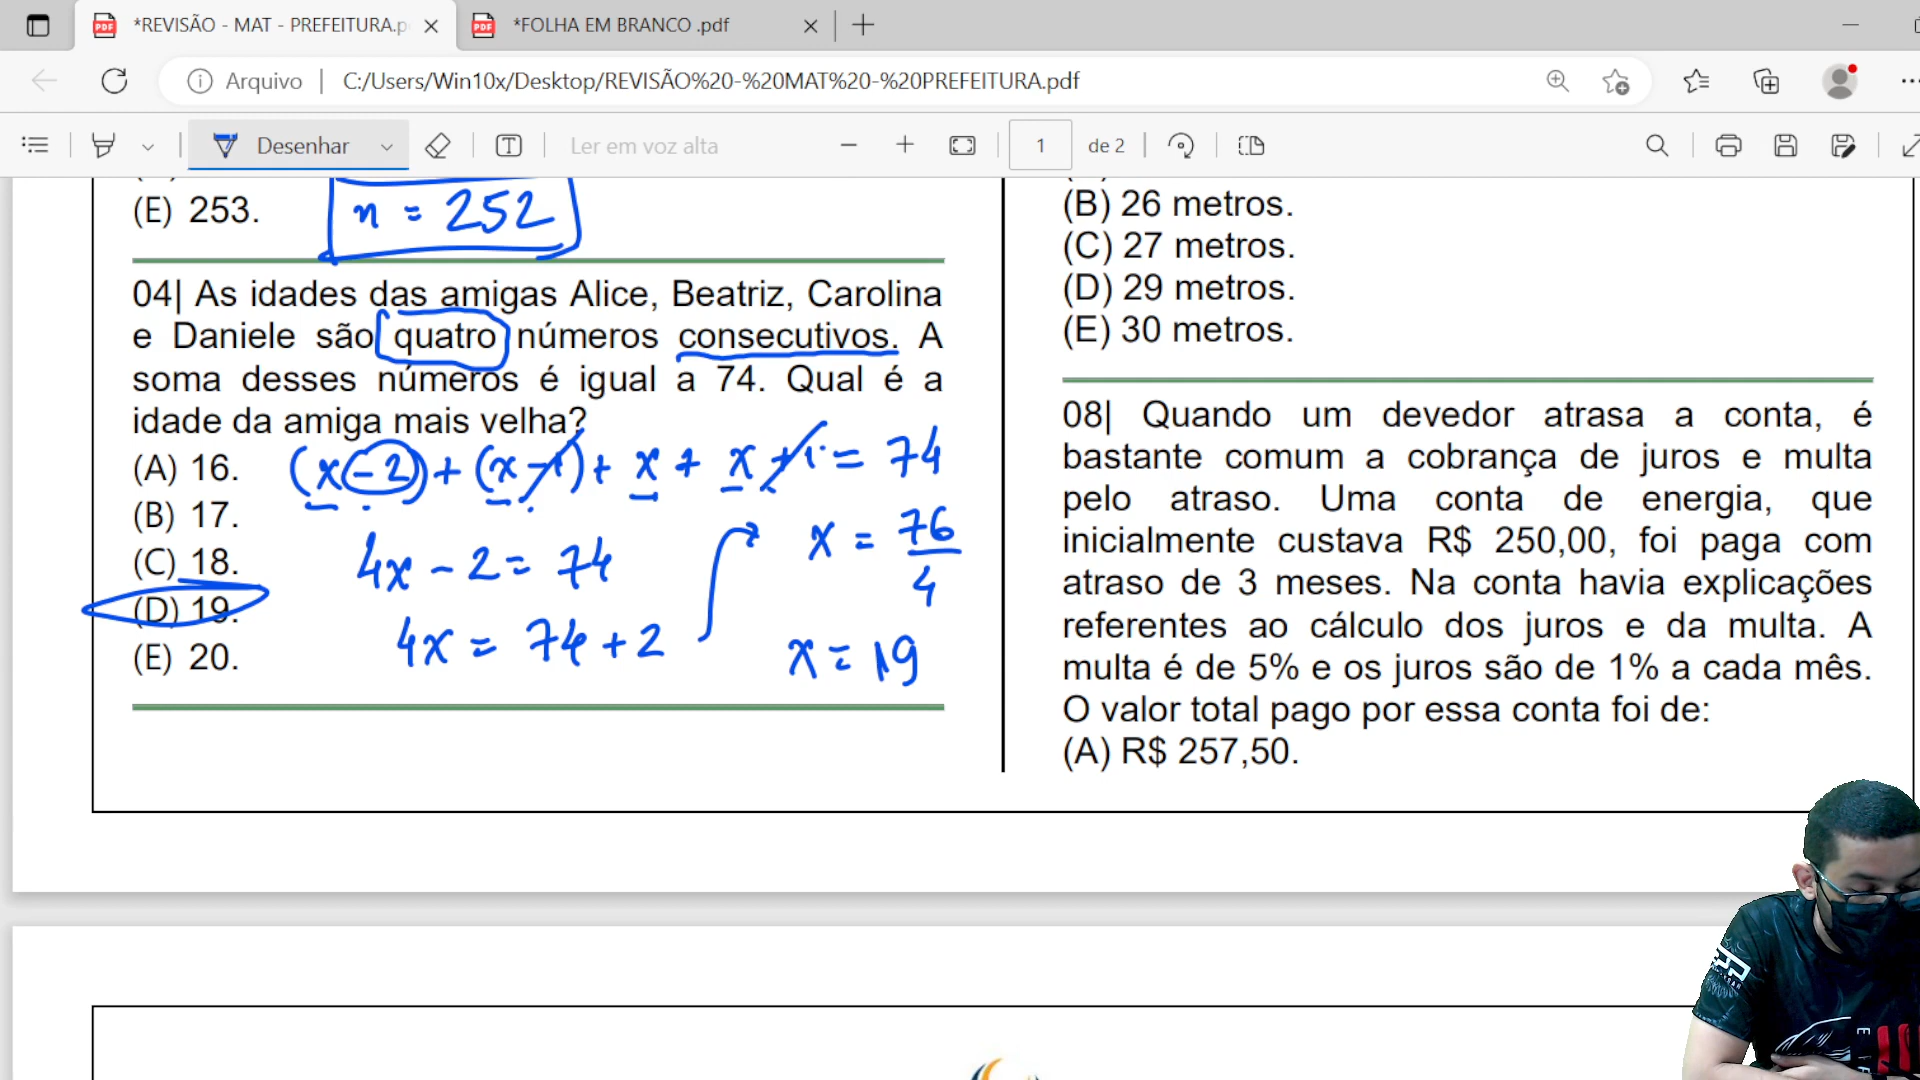 *REVISÃO - MAT - PREFEITURA.p
*FOLHA EM BRANCO .pdf
Arquivo
C:/Users/Win10x/Desktop/REVISÃO%20-%20MAT%20-%20PREFEITURA.pdf
Desenhar
Ler em voz alta
1
de 2
(E) 253.
n = 252
04| As idades das amigas Alice, Beatriz, Carolina
e Daniele são quatro números consecutivos. A
soma desses números é igual a 74. Qual é a
idade da amiga mais velha?
(A) 16.
(B) 17.
(C) 18.
(D) 19.
(E) 20.
(x-2)+(x-1)+ x + x+1 = 74
4x - 2 = 74
4x = 74+2
x = 76
4
x = 19
(B) 26 metros.
(C) 27 metros.
(D) 29 metros.
(E) 30 metros.
08| Quando um devedor atrasa a conta, é
bastante comum a cobrança de juros e multa
pelo atraso. Uma conta de energia, que
inicialmente custava R$ 250,00, foi paga com
atraso de 3 meses. Na conta havia explicações
referentes ao cálculo dos juros e da multa. A
multa é de 5% e os juros são de 1% a cada mês.
O valor total pago por essa conta foi de:
(A) R$ 257,50.